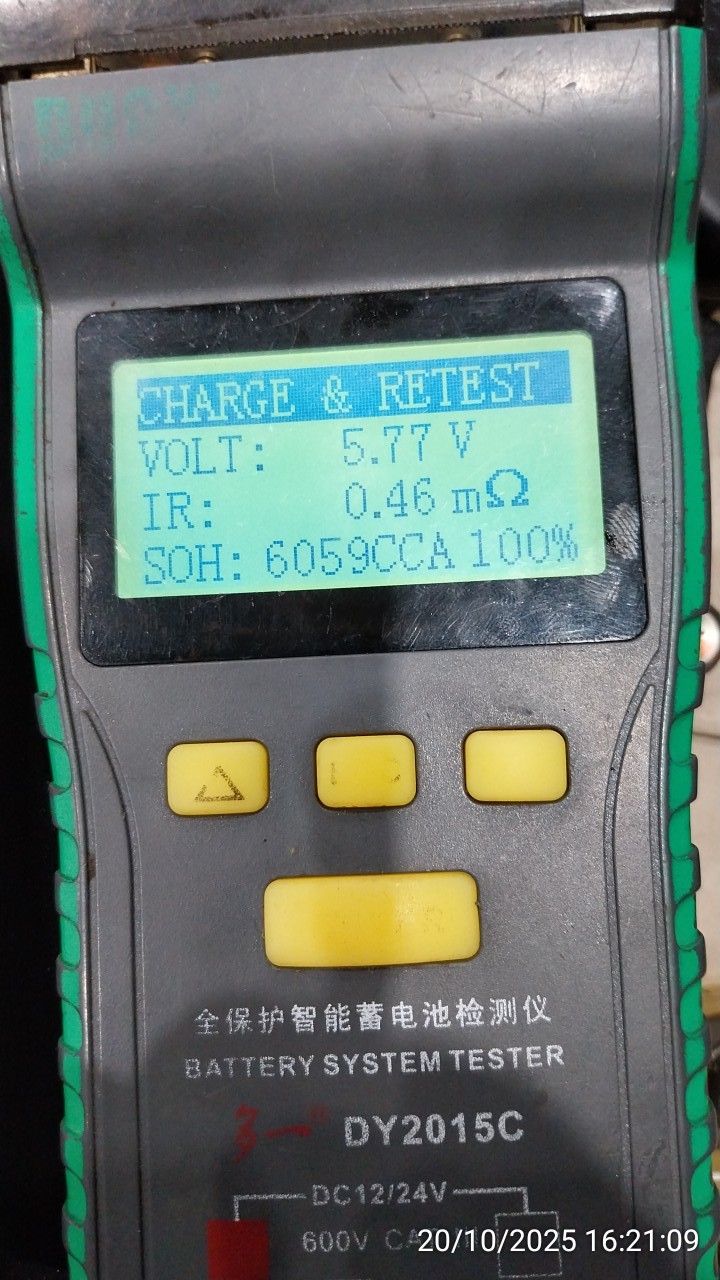 DUOY
CHARGE & RETEST
VOLT: 5.77 V
IR: 0.46 mΩ
SOH: 6059CCA 100%
全保护智能蓄电池检测仪
BATTERY SYSTEM TESTER
DY2015C
DC12/24V
600V
20/10/2025 16:21:09